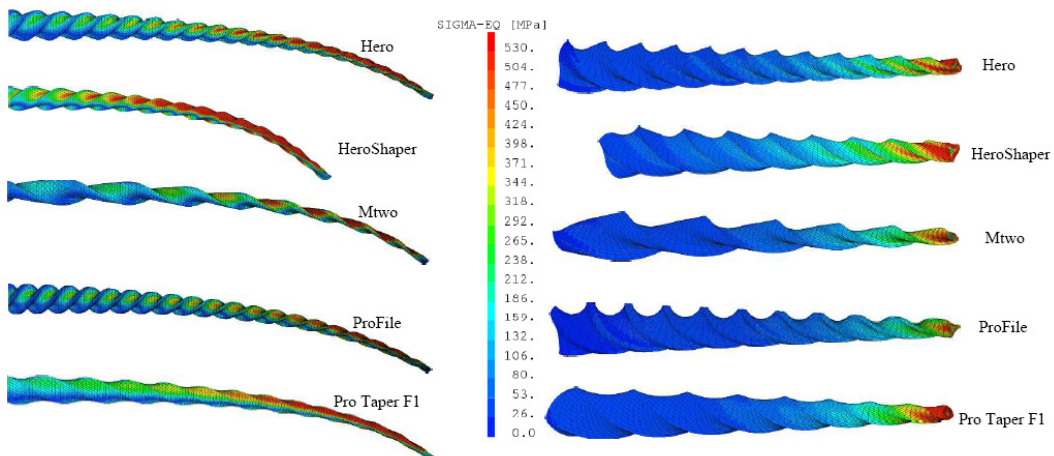 Hero
HeroShaper
Mtwo
ProFile
Pro Taper F1
SIGMA-EQ [MPa]
530.
504.
477.
450.
424.
398.
371.
344.
318.
292.
265.
238.
212.
186.
159.
132.
106.
80.
53.
26.
0.0
Hero
HeroShaper
Mtwo
ProFile
Pro Taper F1